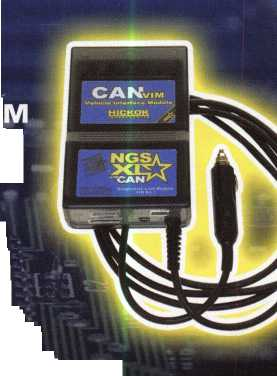 M
CAN VIM
Vehicle Interface Module
HICKOK
NGS
XL
CAN